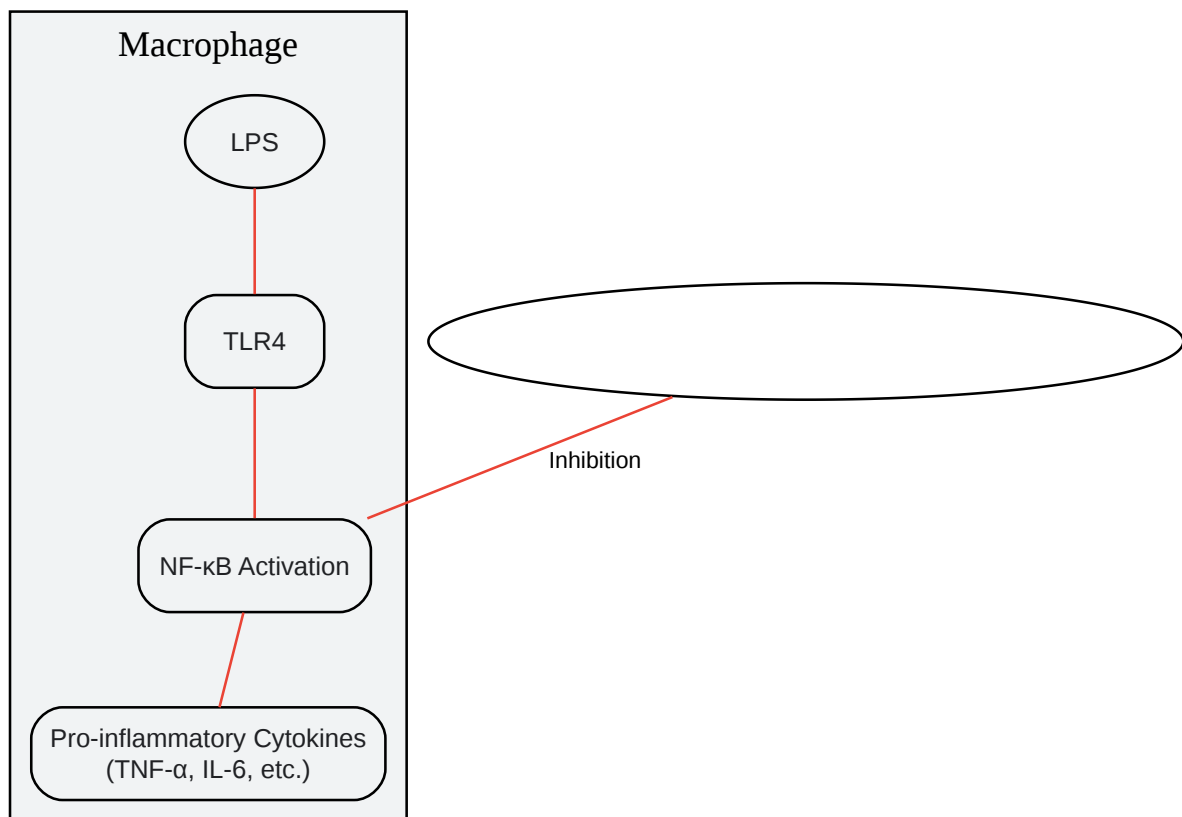 Macrophage
LPS
TLR4
Inhibition
NF-κB Activation
Pro-inflammatory Cytokines
(TNF-α, IL-6, etc.)